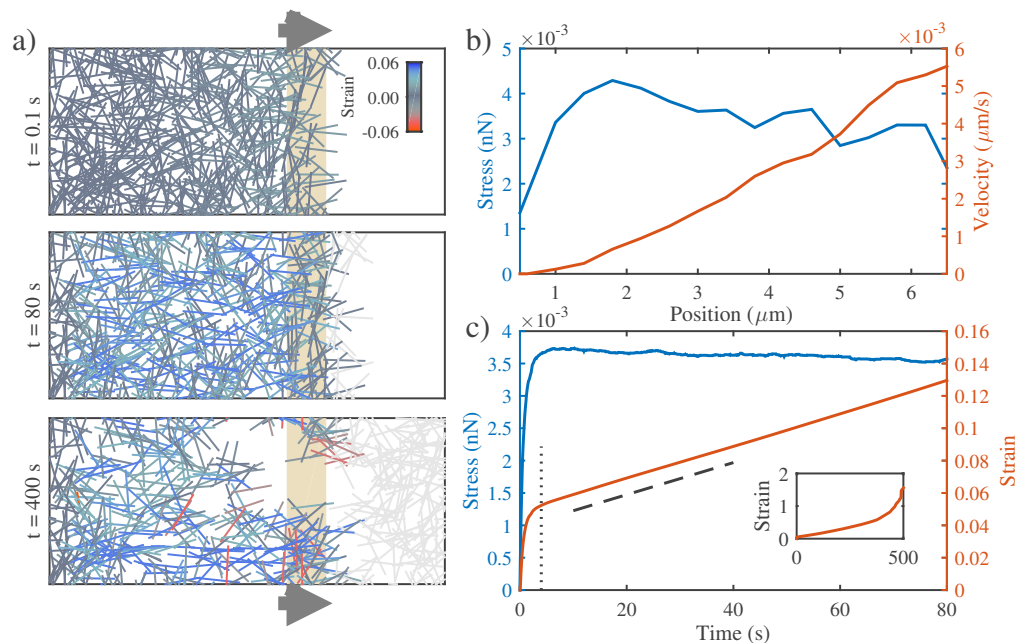 a)
t = 0.1 s
Strain
0.06
0.00
-0.06
t = 80 s
t = 400 s
b)
×10⁻³
×10⁻³
Stress (nN)
5
4
3
2
1
0
Velocity (μm/s)
6
5
4
3
2
1
0
1 2 3 4 5 6
Position (μm)
c)
×10⁻³
Stress (nN)
4
3.5
3
2.5
2
1.5
1
0.5
0
Strain
0.16
0.14
0.12
0.10
0.08
0.06
0.04
0.02
0
Strain
2
1
0
0 500
0 20 40 60 80
Time (s)